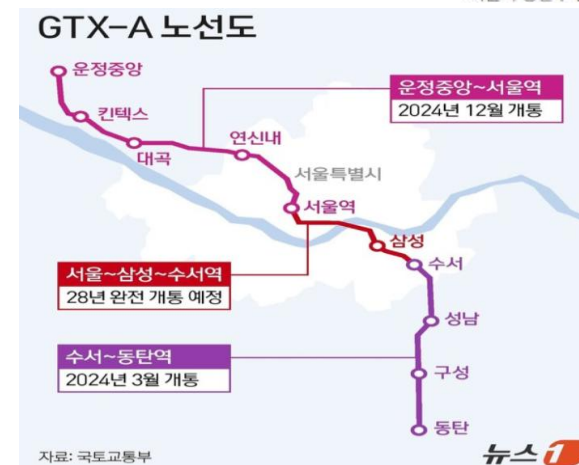 GTX-A 노선도
운정중앙
운정중앙~서울역
2024년 12월 개통
킨텍스
대곡
연신내
서울특별시
서울역
삼성
수서
서울~삼성~수서역
28년 완전 개통 예정
성남
수서~동탄역
2024년 3월 개통
구성
동탄
자료: 국토교통부
뉴스1